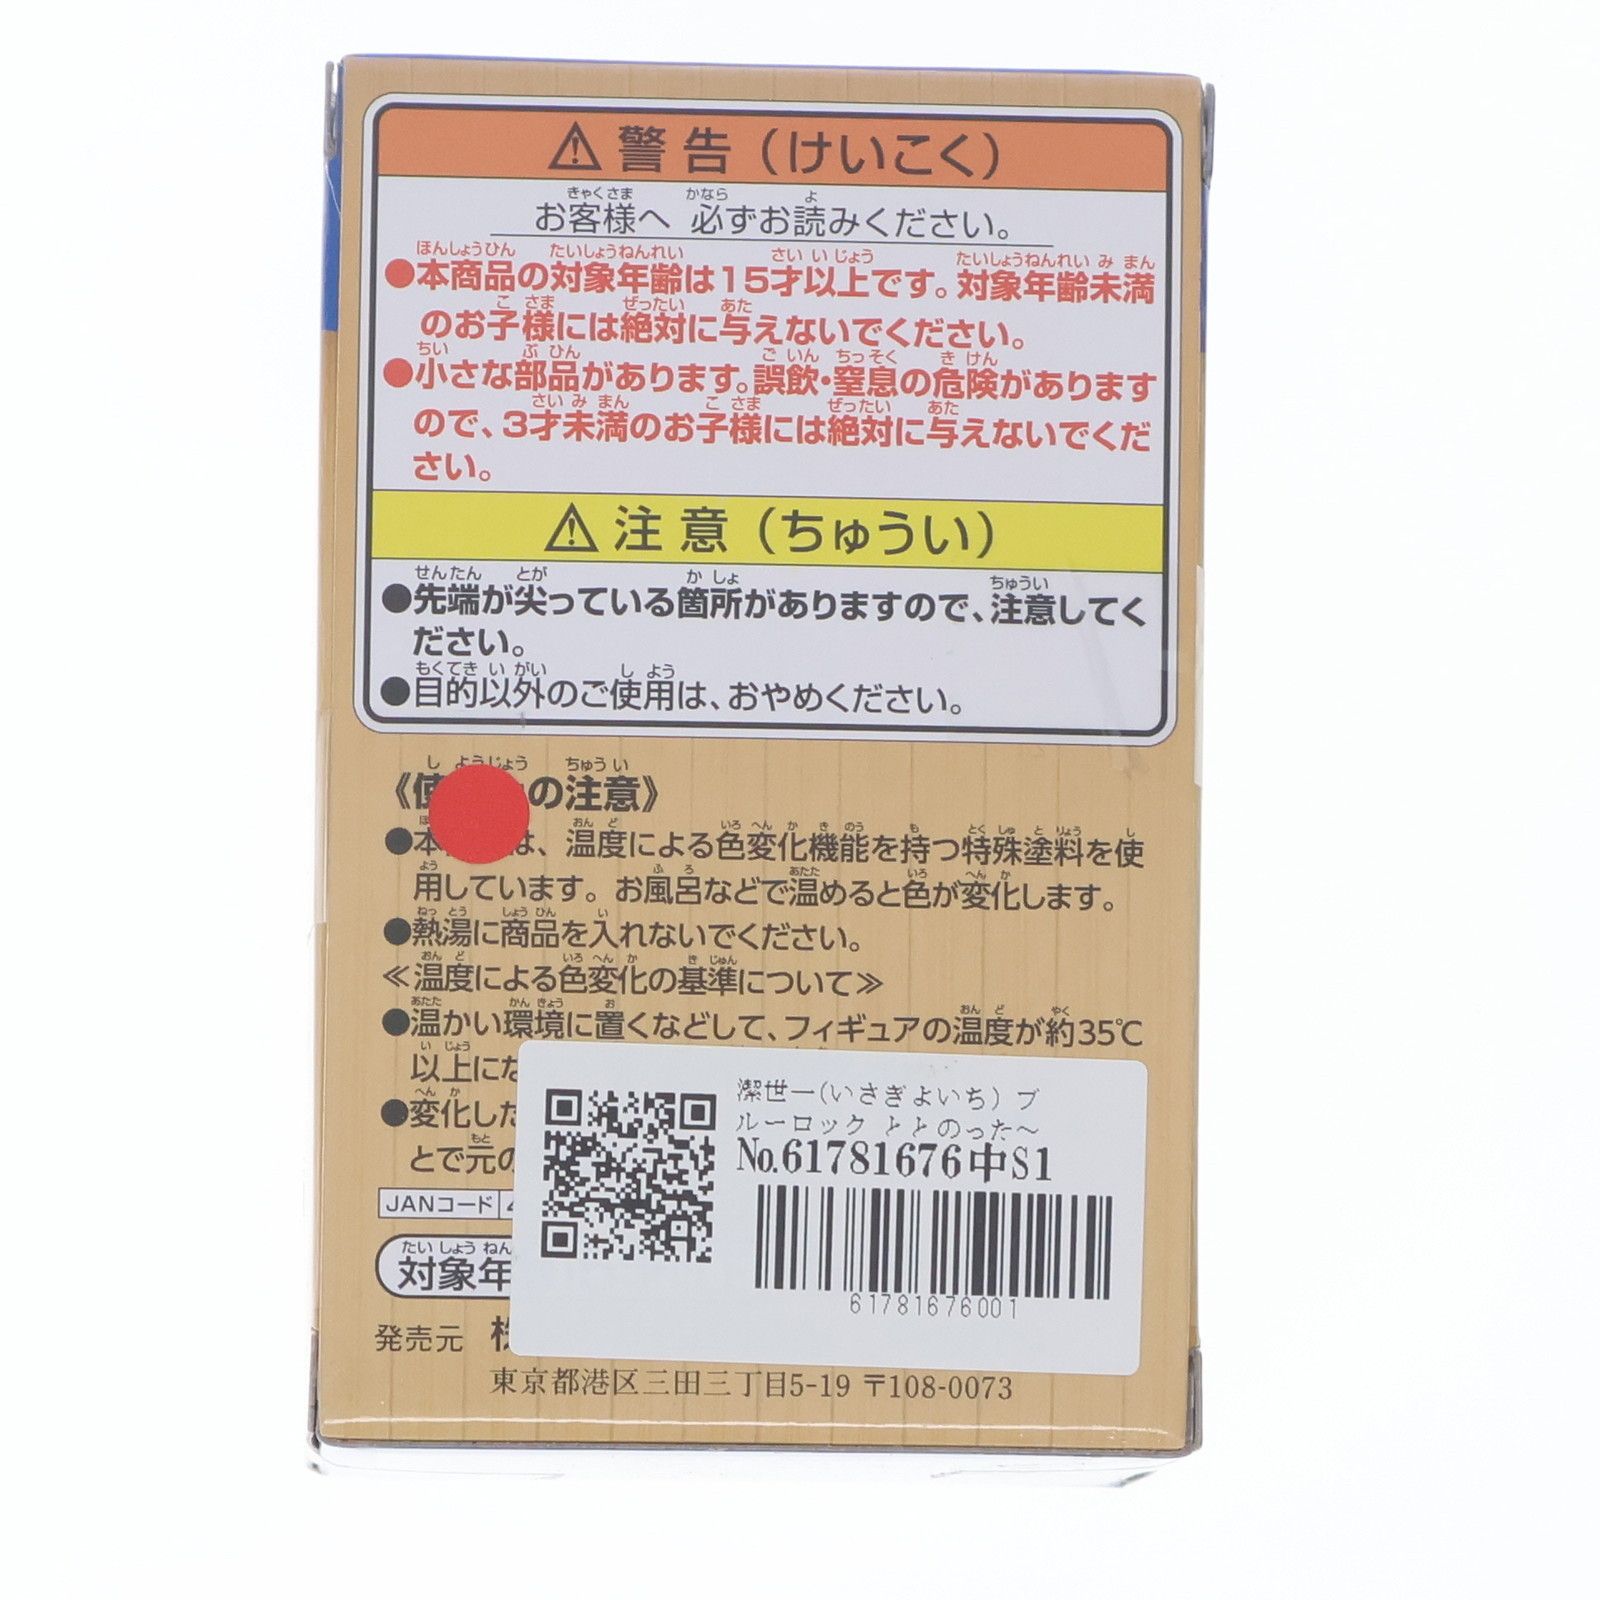 ⚠警告(けいこく)
お客様へ 必ずお読みください。
●本商品の対象年齢は15才以上です。対象年齢未満
のお子様には絶対に与えないでください。
●小さな部品があります。誤飲・窒息の危険があります
ので、3才未満のお子様には絶対に与えないでくだ
さい。
⚠注意(ちゅうい)
●先端が尖っている箇所がありますので、注意してく
ださい。
●目的以外のご使用は、おやめください。
《使 の注意》
●本 は、温度による色変化機能を持つ特殊塗料を使
用しています。お風呂などで温めると色が変化します。
●熱湯に商品を入れないでください。
≪温度による色変化の基準について≫
●温かい環境に置くなどして、フィギュアの温度が約35℃
以上にな
●変化した
とで元の
JANコード 4
対象年
発売元 株
東京都港区三田三丁目5-19 〒108-0073
潔世一(いさぎよいち) ブ
ルーロック ととのった～
No.61781676中S1
61781676001